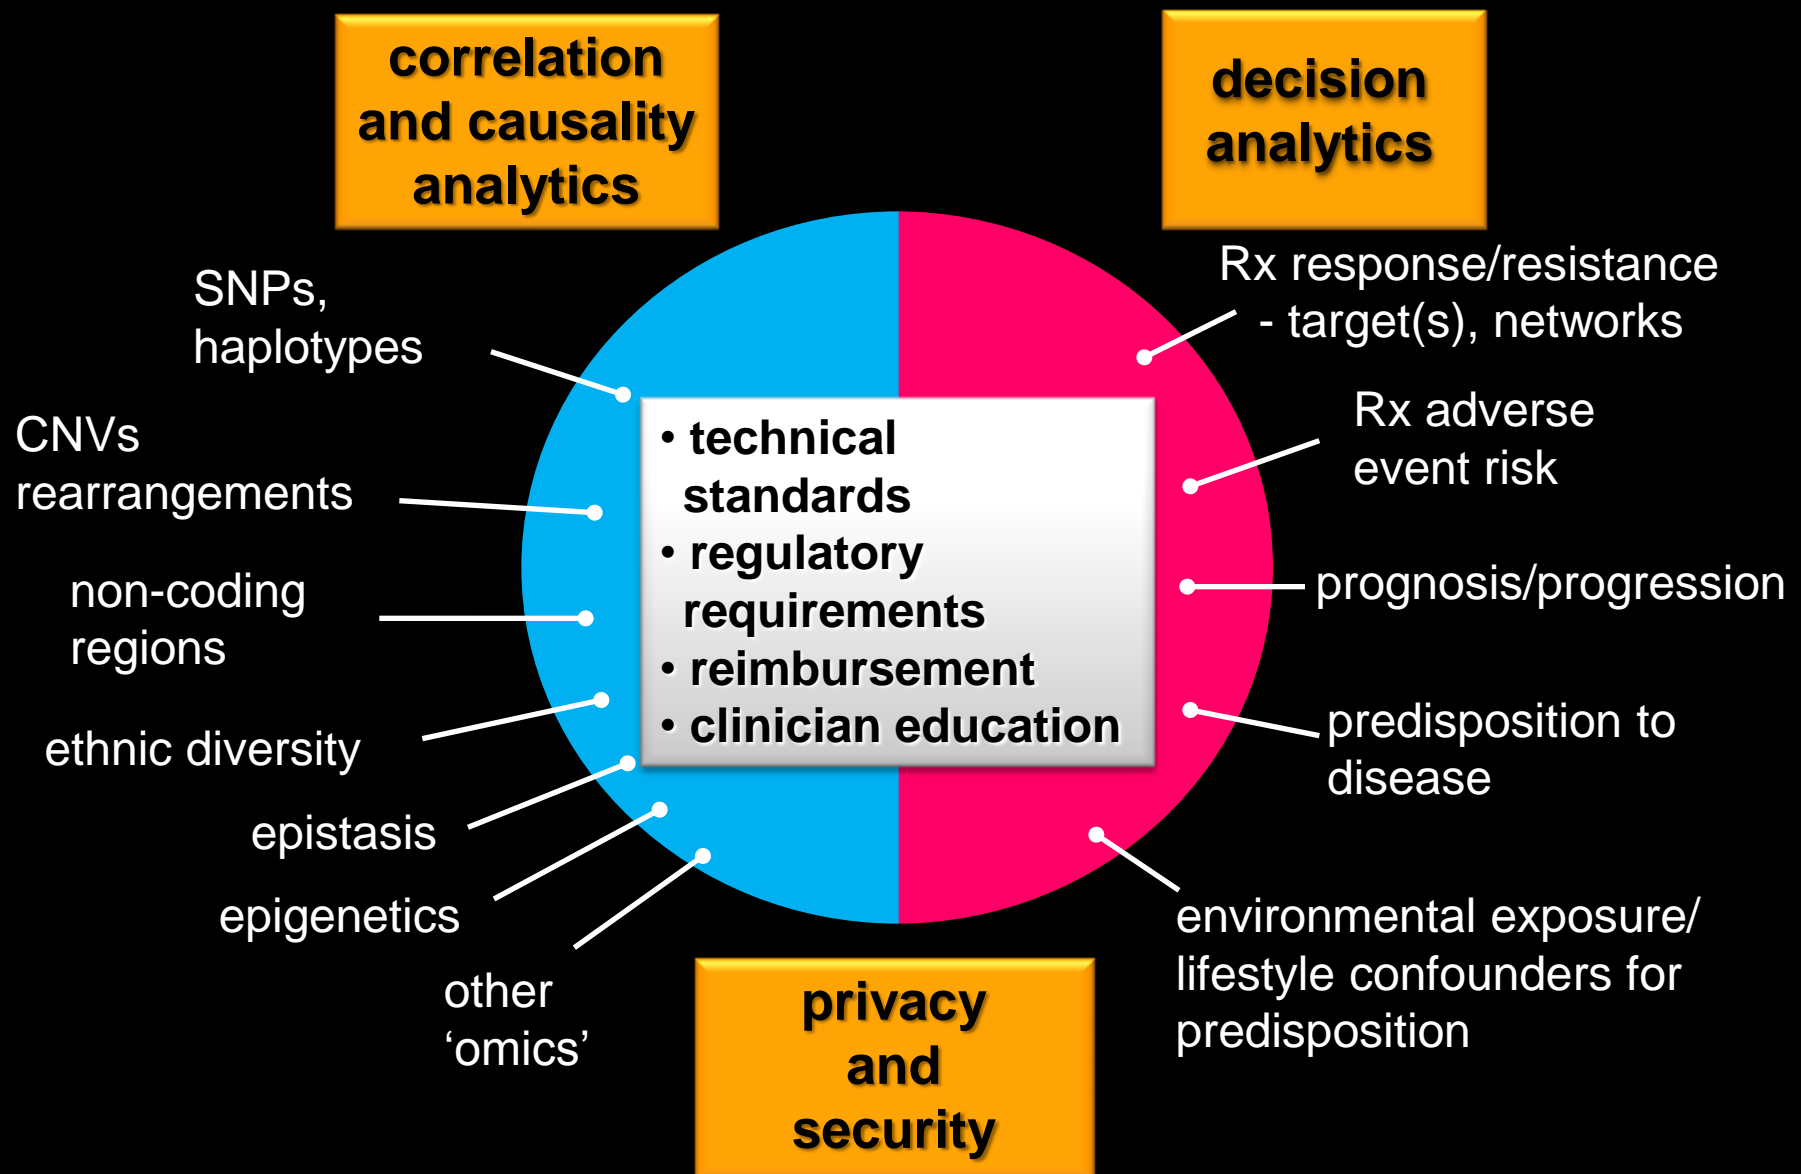 correlation
and causality
analytics
decision
analytics
SNPs,
haplotypes
CNVs
rearrangements
non-coding
regions
ethnic diversity
epistasis
epigenetics
other
‘omics’
• technical
standards
• regulatory
requirements
• reimbursement
• clinician education
Rx response/resistance
- target(s), networks
Rx adverse
event risk
prognosis/progression
predisposition to
disease
environmental exposure/
lifestyle confounders for
predisposition
privacy
and
security